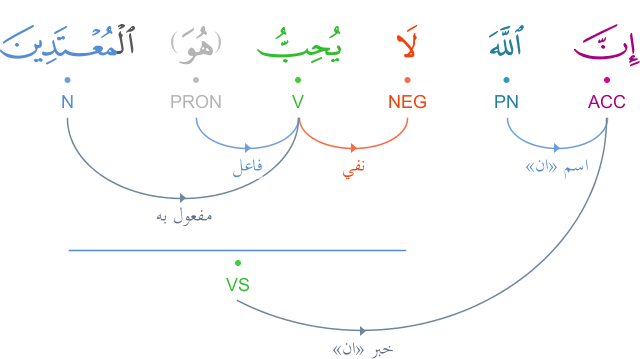 إِنَّ ٱللَّهَ لَا يُحِبُّ (هُوَ) ٱلْمُعْتَدِينَ
ACC PN NEG V PRON N
اسم «ان» نفي فاعل
مفعول به
VS
خبر «ان»